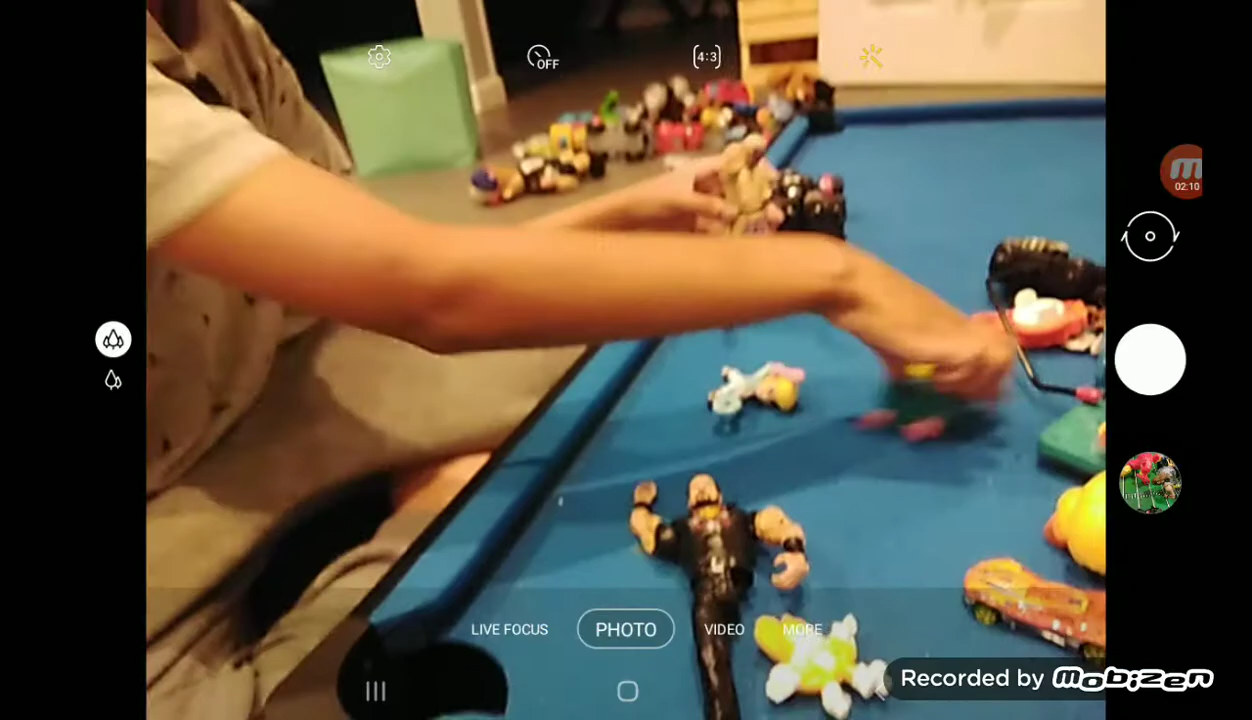 OFF
4:3
02:10
LIVE FOCUS
PHOTO
VIDEO
MORE
Recorded by mobizen